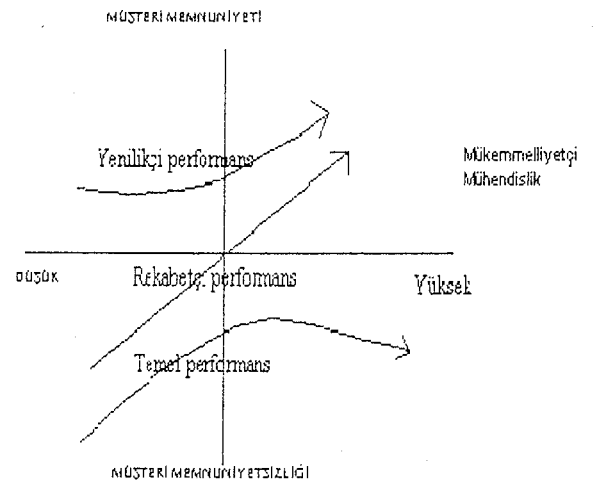 MÜŞTERİ MEMNUNİYETİ
Yenilikçi performans
Mükemmelliyetçi
Mühendislik
DÜŞÜK
Rekabetçi performans
Yüksek
Temel performans
MÜŞTERİ MEMNUNİYETSİZLİĞİ